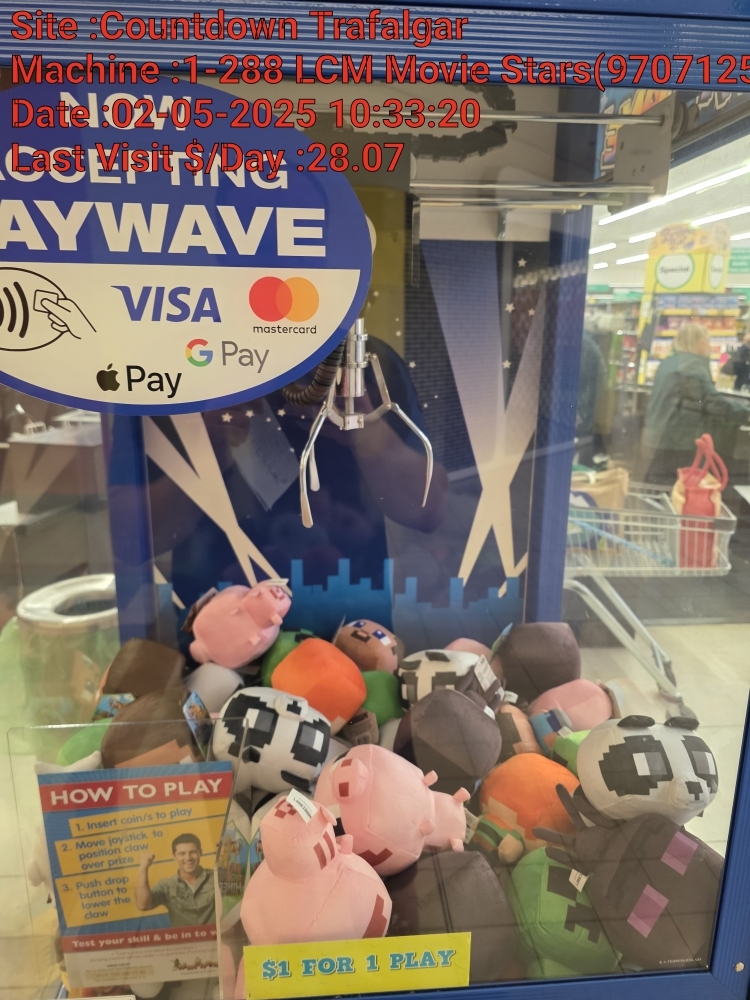 Site :Countdown Trafalgar
Machine :1-288 LCM Movie Stars(9707125
Date :02-05-2025 10:33:20
Last Visit $/Day :28.07
NOW
ACCEPTING
AYWAVE
VISA
mastercard
G Pay
Pay
Special
HOW TO PLAY
1. Insert coin/s to play
2. Move joystick to
position claw
over prize
3. Push drop
button to
lower the
claw
Test your skill & be in to w
$1 FOR 1 PLAY